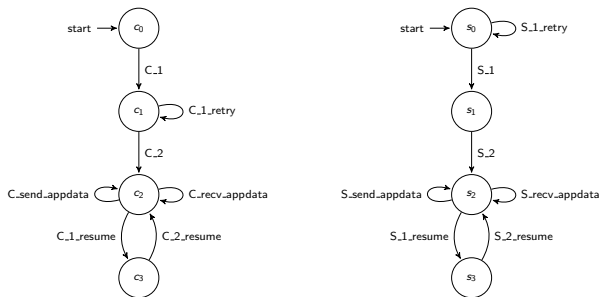 start
c0
C_1
c1
C_1_retry
C_2
C_send_appdata
c2
C_recv_appdata
C_1_resume
C_2_resume
c3
start
s0
S_1_retry
S_1
s1
S_2
S_send_appdata
s2
S_recv_appdata
S_1_resume
S_2_resume
s3